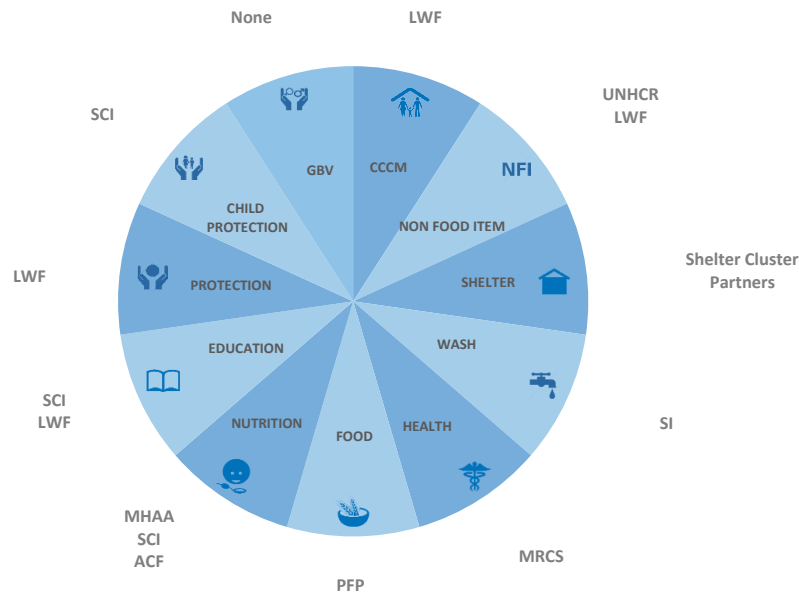 None
LWF
UNHCR
LWF
SCI
GBV
CCCM
NFI
CHILD
PROTECTION
NON FOOD ITEM
Shelter Cluster
Partners
LWF
PROTECTION
SHELTER
EDUCATION
WASH
SCI
LWF
NUTRITION
FOOD
HEALTH
SI
MHAA
SCI
ACF
PFP
MRCS